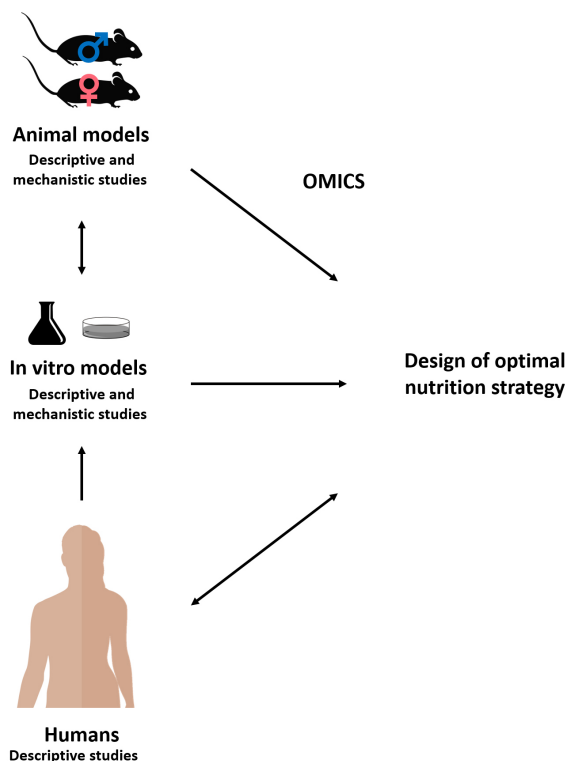 Animal models
Descriptive and
mechanistic studies
OMICS
In vitro models
Descriptive and
mechanistic studies
Design of optimal
nutrition strategy
Humans
Descriptive studies